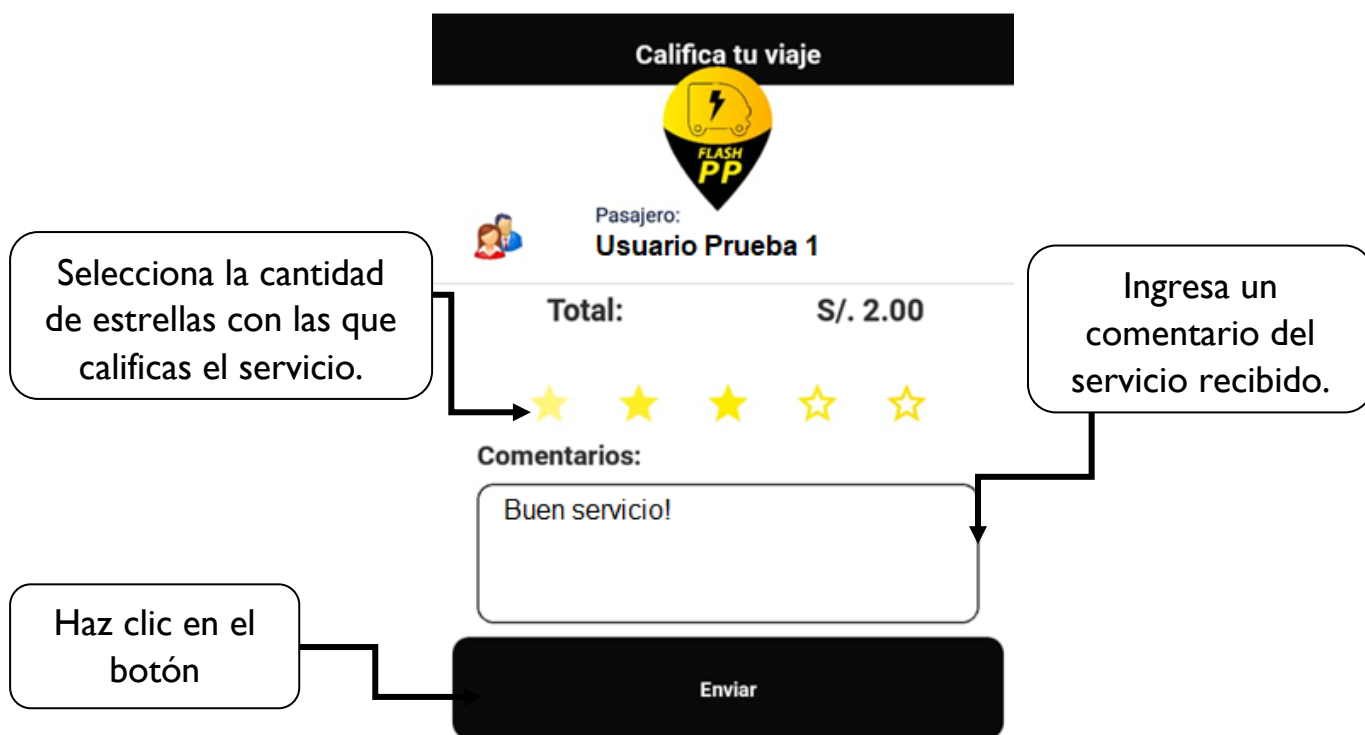 Califica tu viaje
FLASH
PP
Pasajero:
Usuario Prueba 1
Selecciona la cantidad
de estrellas con las que
calificas el servicio.
Total: S/. 2.00
Ingresa un
comentario del
servicio recibido.
Comentarios:
Buen servicio!
Haz clic en el
botón
Enviar